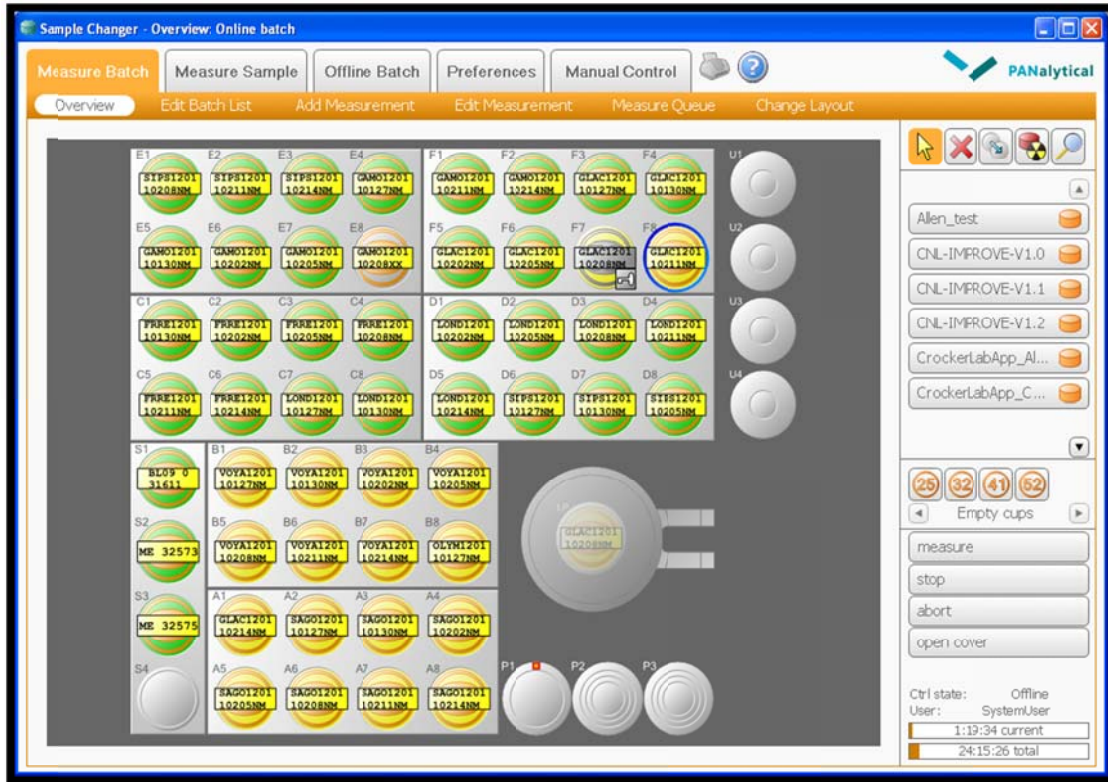 Sample Changer - Overview: Online batch
Measure Batch Measure Sample Offline Batch Preferences Manual Control ? PANalytical
Overview Edit Batch List Add Measurement Edit Measurement Measure Queue Change Layout
E1 E2 E3 E4 F1 F2 F3 F4 U1
SIPS1201 SIPS1201 SIPS1201 GAMO1201 GAMO1201 GAMO1201 GLAC1201 GLAC1201
10208NM 10211NM 10214NM 10127NM 10211NM 10214NM 10127NM 10130NM
E5 E6 E7 E8 F5 F6 F7 F8 U2
GAMO1201 GAMO1201 GAMO1201 GAMO1201 GLAC1201 GLAC1201 GLAC1201 GLAC1201
10130NM 10202NM 10205NM 10208XX 10202NM 10205NM 10208NM 10211NM
C1 C2 C3 C4 D1 D2 D3 D4 U3
FRRE1201 FRRE1201 FRRE1201 FRRE1201 LOND1201 LOND1201 LOND1201 LOND1201
10130NM 10202NM 10205NM 10208NM 10202NM 10205NM 10208NM 10211NM
C5 C6 C7 C8 D5 D6 D7 D8 U4
FRRE1201 FRRE1201 LOND1201 LOND1201 LOND1201 SIPS1201 SIPS1201 SIPS1201
10211NM 10214NM 10127NM 10130NM 10214NM 10127NM 10130NM 10205NM
S1 B1 B2 B3 B4
BL09 0 VOYA1201 VOYA1201 VOYA1201 VOYA1201
31611 10127NM 10130NM 10202NM 10205NM
S2 B5 B6 B7 B8
ME 32573 VOYA1201 VOYA1201 VOYA1201 OLYM1201
10208NM 10211NM 10214NM 10127NM
GLAC1201
10208NM
S3 A1 A2 A3 A4
ME 32575 GLAC1201 SAGO1201 SAGO1201 SAGO1201
10214NM 10127NM 10130NM 10202NM
S4 A5 A6 A7 A8 P1 P2 P3
SAGO1201 SAGO1201 SAGO1201 SAGO1201
10205NM 10208NM 10211NM 10214NM
Allen_test
CNL-IMPROVE-V1.0
CNL-IMPROVE-V1.1
CNL-IMPROVE-V1.2
CrockerLabApp_Al...
CrockerLabApp_C...
25 32 41 52
Empty cups
measure
stop
abort
open cover
Ctrl state: Offline
User: SystemUser
1:19:34 current
24:15:26 total